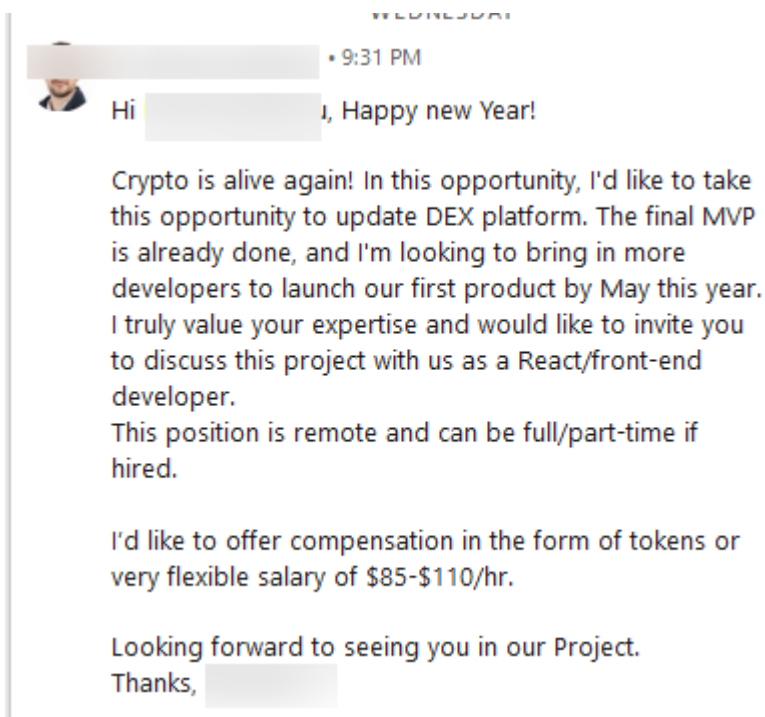 WEDNESDAY
• 9:31 PM
Hi , Happy new Year!
Crypto is alive again! In this opportunity, I'd like to take
this opportunity to update DEX platform. The final MVP
is already done, and I'm looking to bring in more
developers to launch our first product by May this year.
I truly value your expertise and would like to invite you
to discuss this project with us as a React/front-end
developer.
This position is remote and can be full/part-time if
hired.
I'd like to offer compensation in the form of tokens or
very flexible salary of $85-$110/hr.
Looking forward to seeing you in our Project.
Thanks,